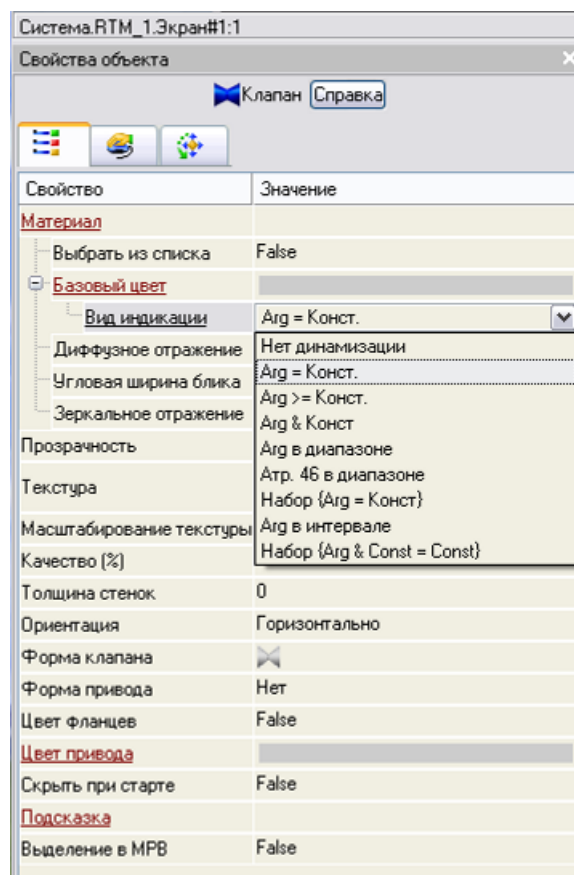 Система.RTM_1.Экран#1:1
Свойства объекта
Клапан Справка
Свойство Значение
Материал
Выбрать из списка False
Базовый цвет
Вид индикации Arg = Конст.
Диффузное отражение Нет динамизации
Arg = Конст.
Угловая ширина блика
Arg >= Конст.
Зеркальное отражение Arg & Конст
Прозрачность Arg в диапазоне
Атр. 46 в диапазоне
Текстура
Набор {Arg = Конст}
Масштабирование текстуры Arg в интервале
Качество (%) Набор {Arg & Const = Const}
Толщина стенок 0
Ориентация Горизонтально
Форма клапана
Форма привода Нет
Цвет фланцев False
Цвет привода
Скрыть при старте False
Подсказка
Выделение в МРВ False